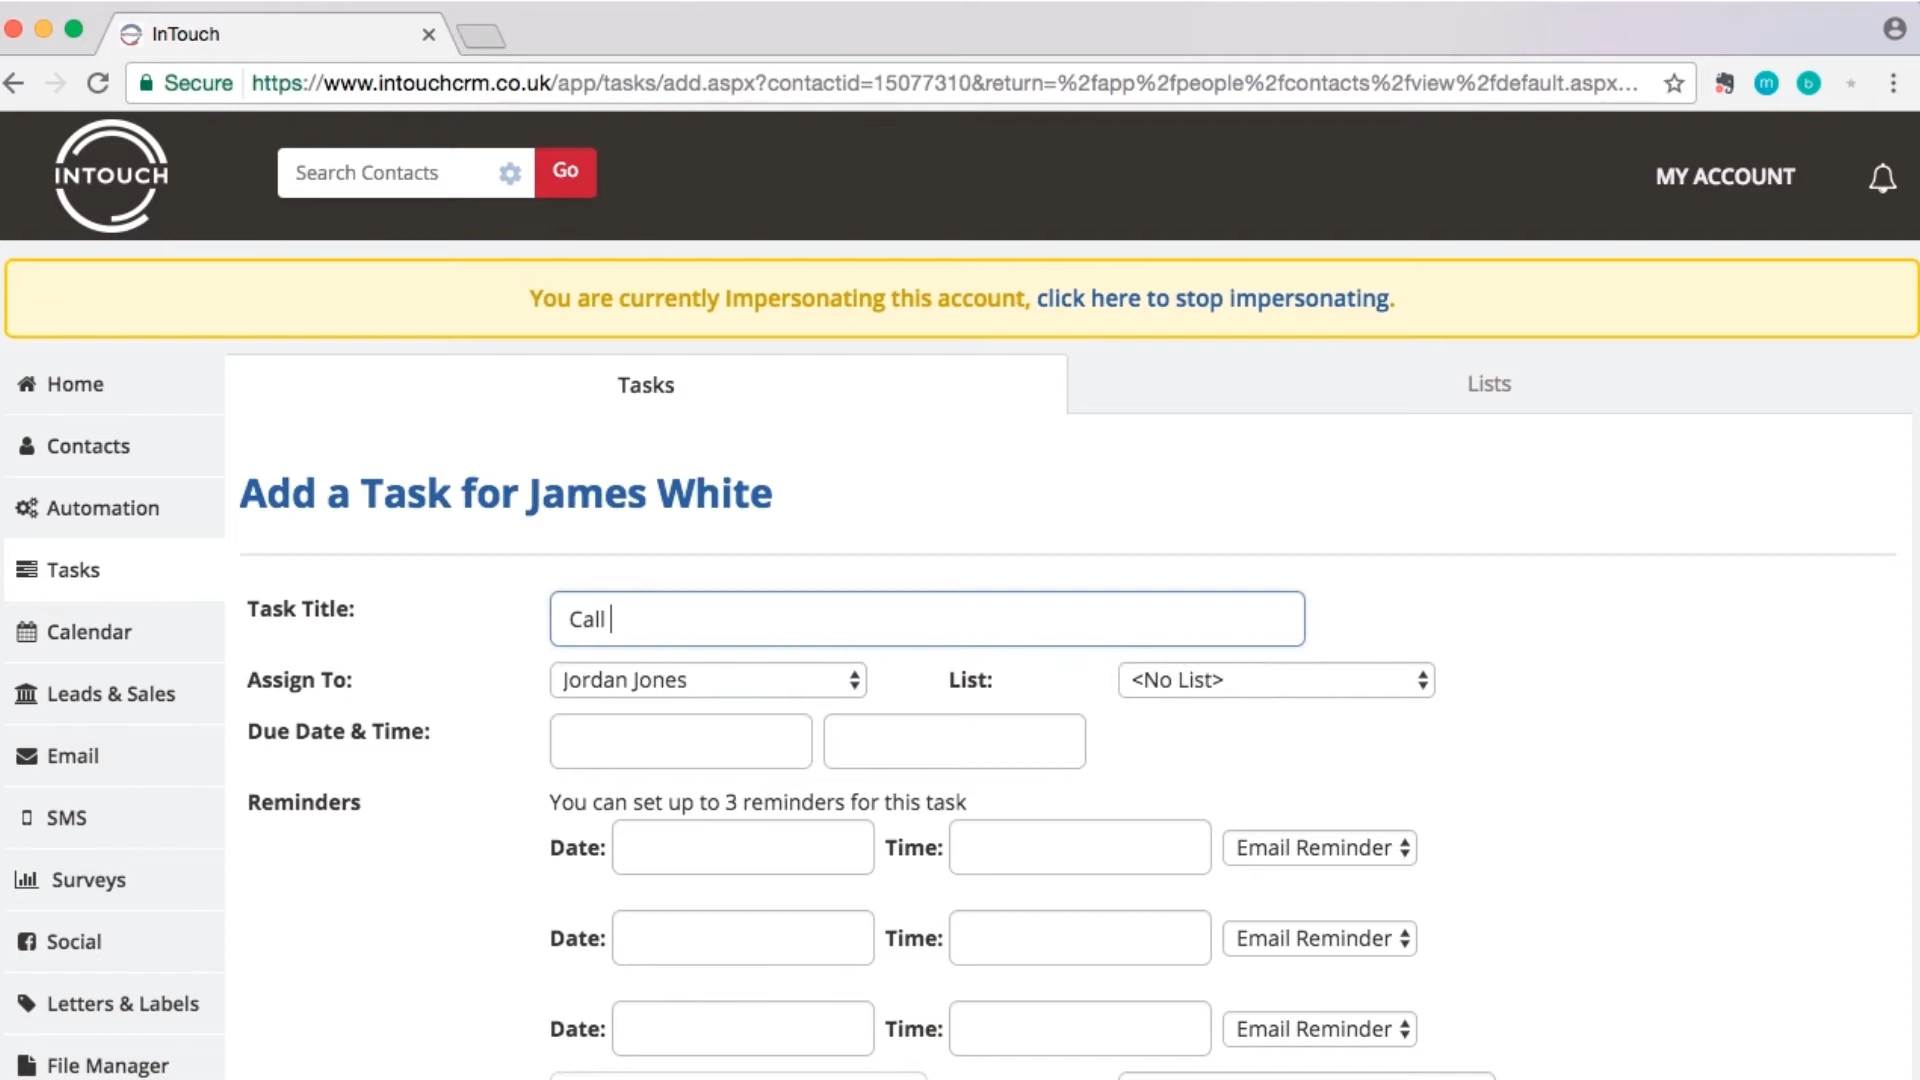 InTouch
Secure https://www.intouchcrm.co.uk/app/tasks/add.aspx?contactid=15077310&return=%2fapp%2fpeople%2fcontacts%2fview%2fdefault.aspx...
m b
INTOUCH
Search Contacts Go
MY ACCOUNT
You are currently Impersonating this account, click here to stop impersonating.
Home
Contacts
Automation
Tasks
Calendar
Leads & Sales
Email
SMS
Surveys
Social
Letters & Labels
File Manager
Tasks Lists
Add a Task for James White
Task Title: Call
Assign To: Jordan Jones List: <No List>
Due Date & Time:
Reminders You can set up to 3 reminders for this task
Date: Time: Email Reminder
Date: Time: Email Reminder
Date: Time: Email Reminder